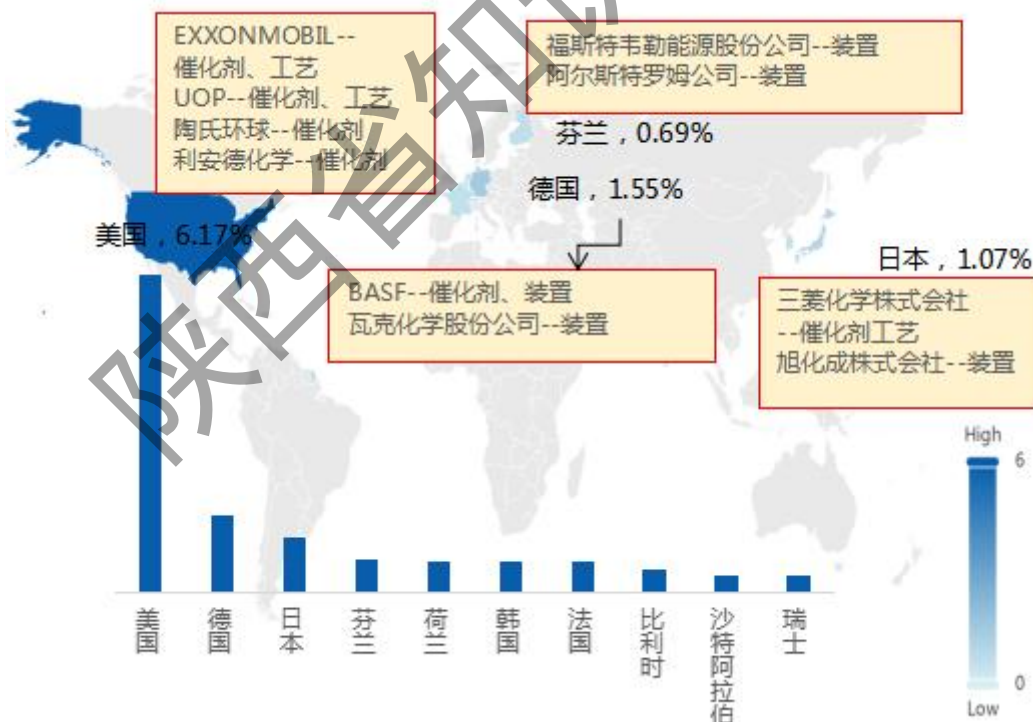 EXXONMOBIL--
催化剂、工艺
UOP--催化剂、工艺
陶氏环球--催化剂
利安德化学--催化剂
福斯特韦勒能源股份公司--装置
阿尔斯特罗姆公司--装置
芬兰，0.69%
德国，1.55%
美国，6.17%
日本，1.07%
BASF--催化剂、装置
瓦克化学股份公司--装置
三菱化学株式会社
--催化剂工艺
旭化成株式会社--装置
High
6
0
Low
美国
德国
日本
芬兰
荷兰
韩国
法国
比利时
沙特阿拉伯
瑞士
陕西省知识